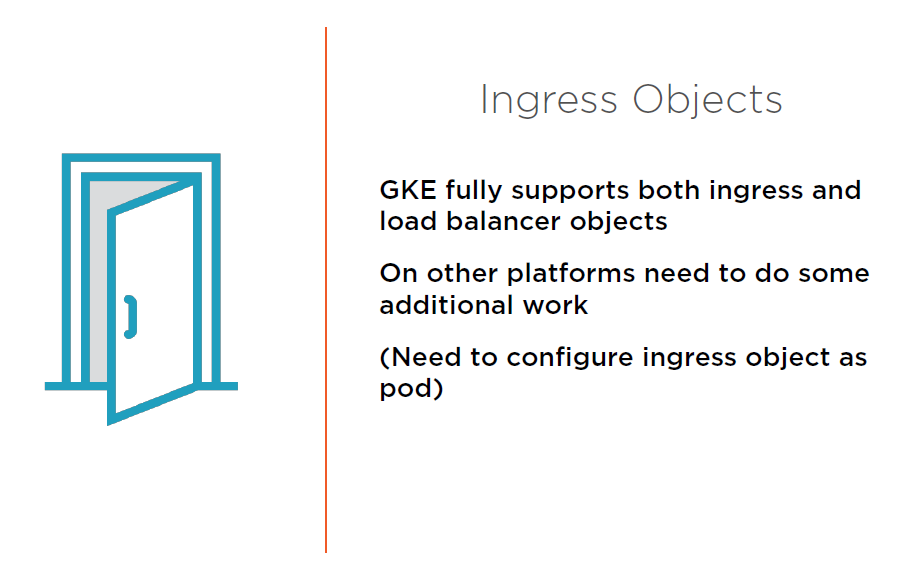 Ingress Objects
GKE fully supports both ingress and
load balancer objects
On other platforms need to do some
additional work
(Need to configure ingress object as
pod)